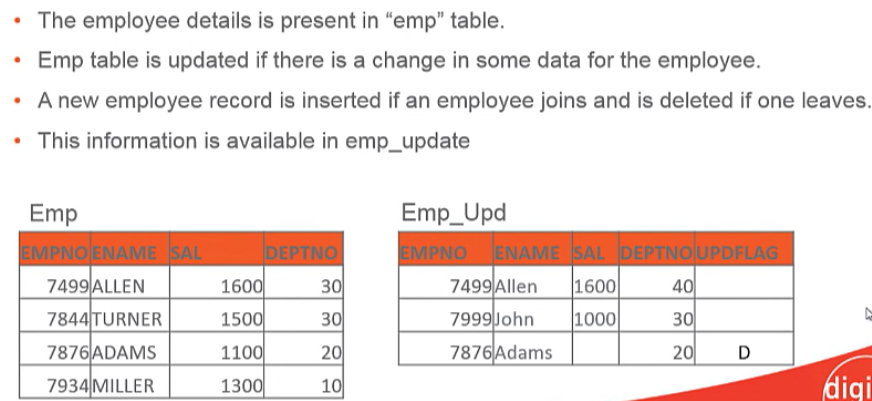 • The employee details is present in “emp” table.
• Emp table is updated if there is a change in some data for the employee.
• A new employee record is inserted if an employee joins and is deleted if one leaves.
• This information is available in emp_update
Emp
EMPNO ENAME SAL DEPTNO
7499 ALLEN 1600 30
7844 TURNER 1500 30
7876 ADAMS 1100 20
7934 MILLER 1300 10
Emp_Upd
EMPNO ENAME SAL DEPTNO UPDFLAG
7499 Allen 1600 40
7999 John 1000 30
7876 Adams 20 D
digi